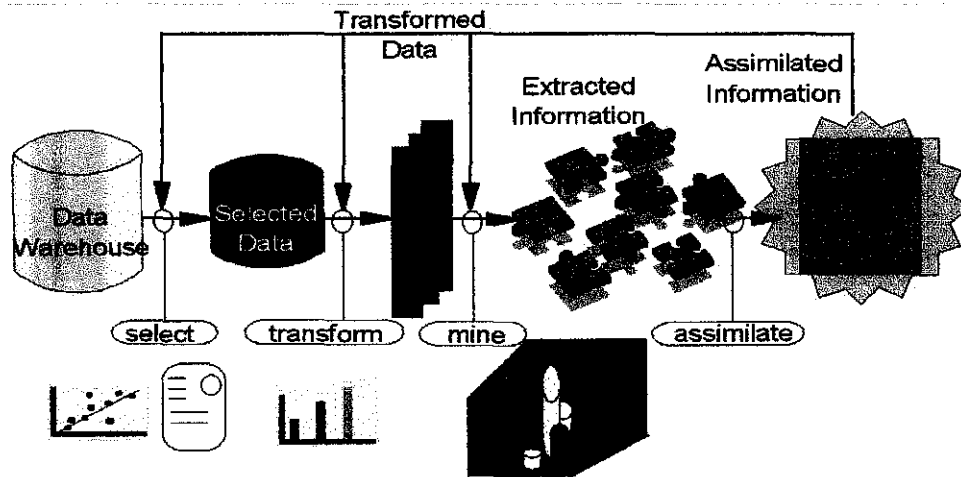 Transformed
Data
Extracted
Information
Assimilated
Information
Data
Warehouse
Selected
Data
select
transform
mine
assimilate